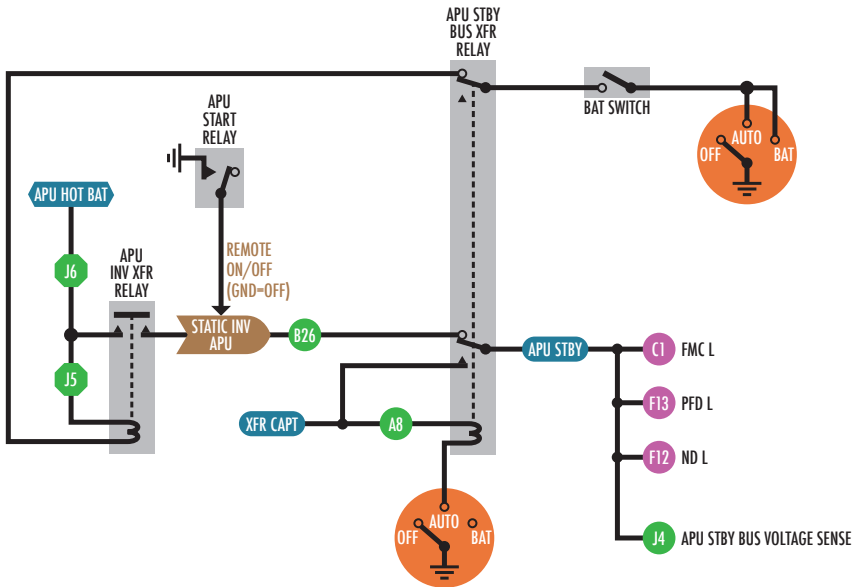 APU STBY
BUS XFR
RELAY
BAT SWITCH
OFF
AUTO
BAT
APU
START
RELAY
APU HOT BAT
J6
APU
INV XFR
RELAY
REMOTE
ON/OFF
(GND=OFF)
STATIC INV
APU
B26
APU STBY
C1 FMC L
J5
F13 PFD L
XFR CAPT
A8
F12 ND L
OFF
AUTO
BAT
J4 APU STBY BUS VOLTAGE SENSE